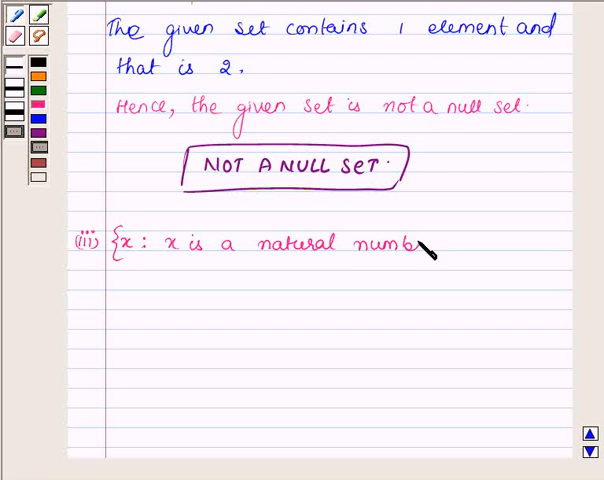 The given set contains 1 element and
that is 2.
Hence, the given set is not a null set.
NOT A NULL SET.
(iii) {x : x is a natural numb